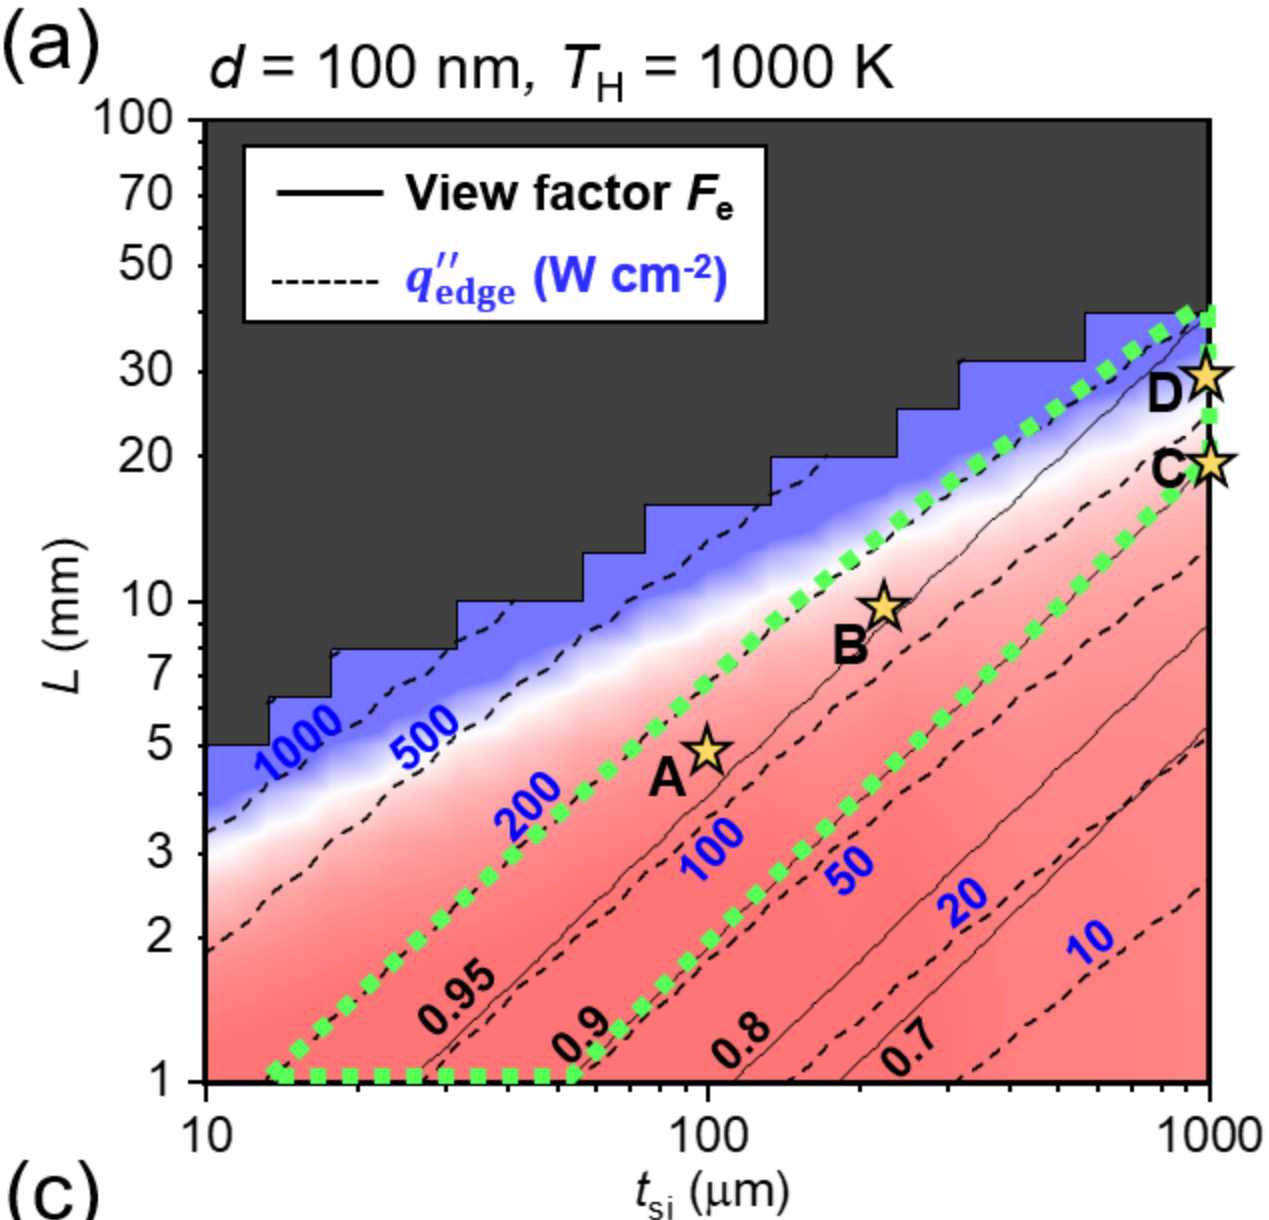 (a)
d = 100 nm, T_H = 1000 K
View factor F_e
q''_edge (W cm⁻²)
100
70
50
30
20
10
7
5
3
2
1
L (mm)
D
C
B
A
1000
500
200
100
50
20
10
0.95
0.9
0.8
0.7
10
100
1000
t_si (μm)
(c)